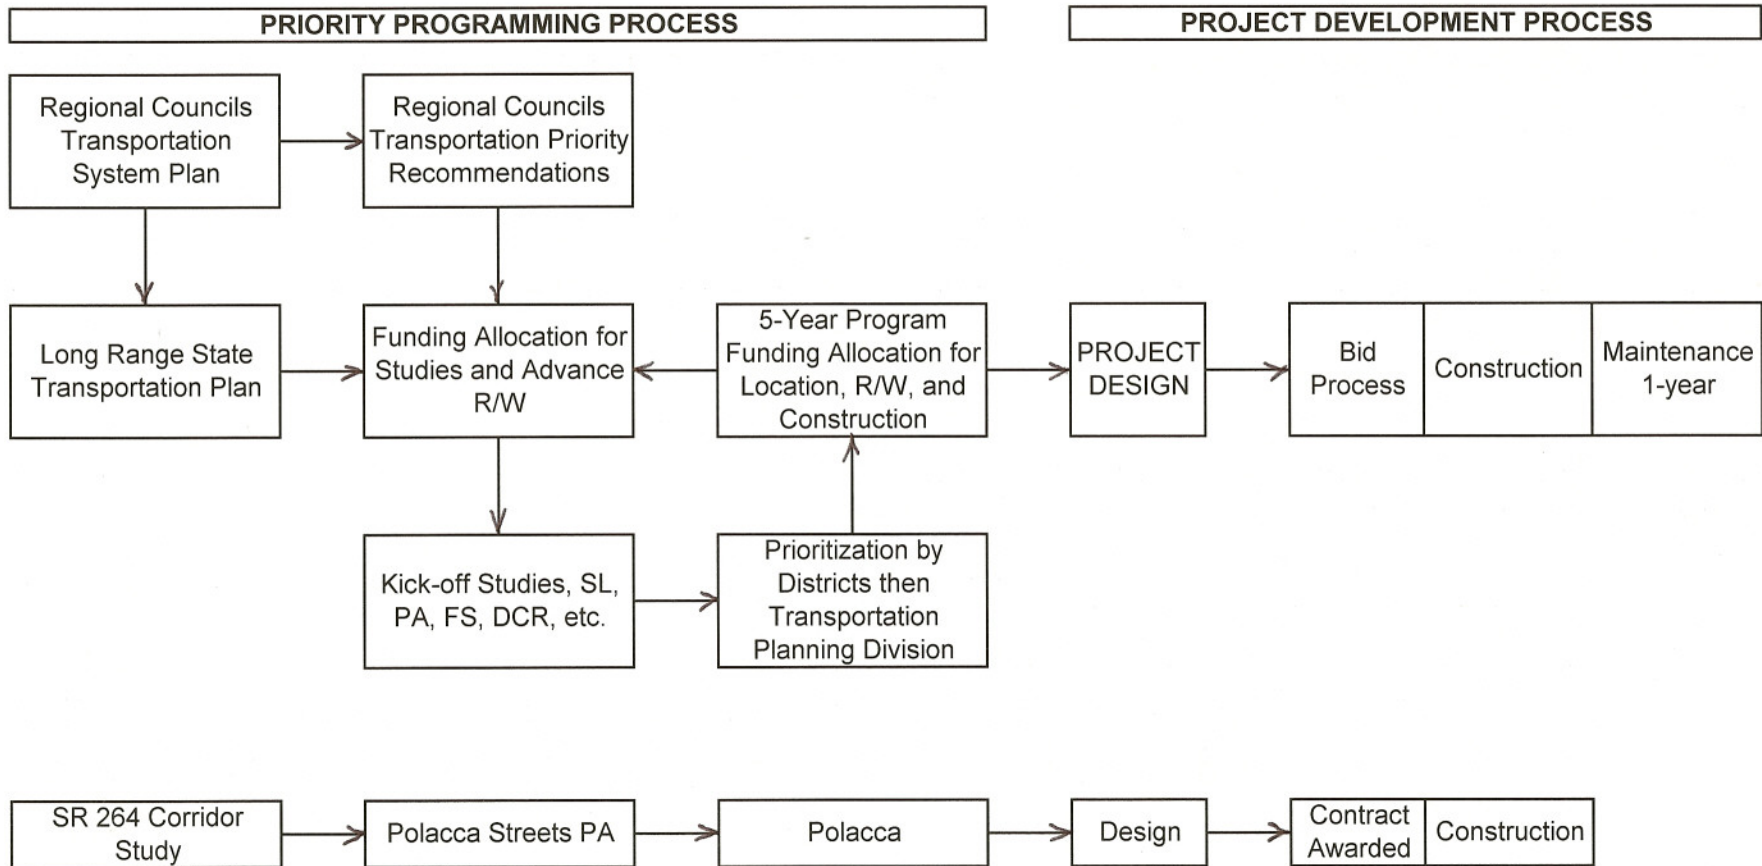 PRIORITY PROGRAMMING PROCESS
PROJECT DEVELOPMENT PROCESS
Regional Councils
Transportation
System Plan
Regional Councils
Transportation Priority
Recommendations
Long Range State
Transportation Plan
Funding Allocation for
Studies and Advance
R/W
5-Year Program
Funding Allocation for
Location, R/W, and
Construction
PROJECT
DESIGN
Bid
Process
Construction
Maintenance
1-year
Kick-off Studies, SL,
PA, FS, DCR, etc.
Prioritization by
Districts then
Transportation
Planning Division
SR 264 Corridor
Study
Polacca Streets PA
Polacca
Design
Contract
Awarded
Construction